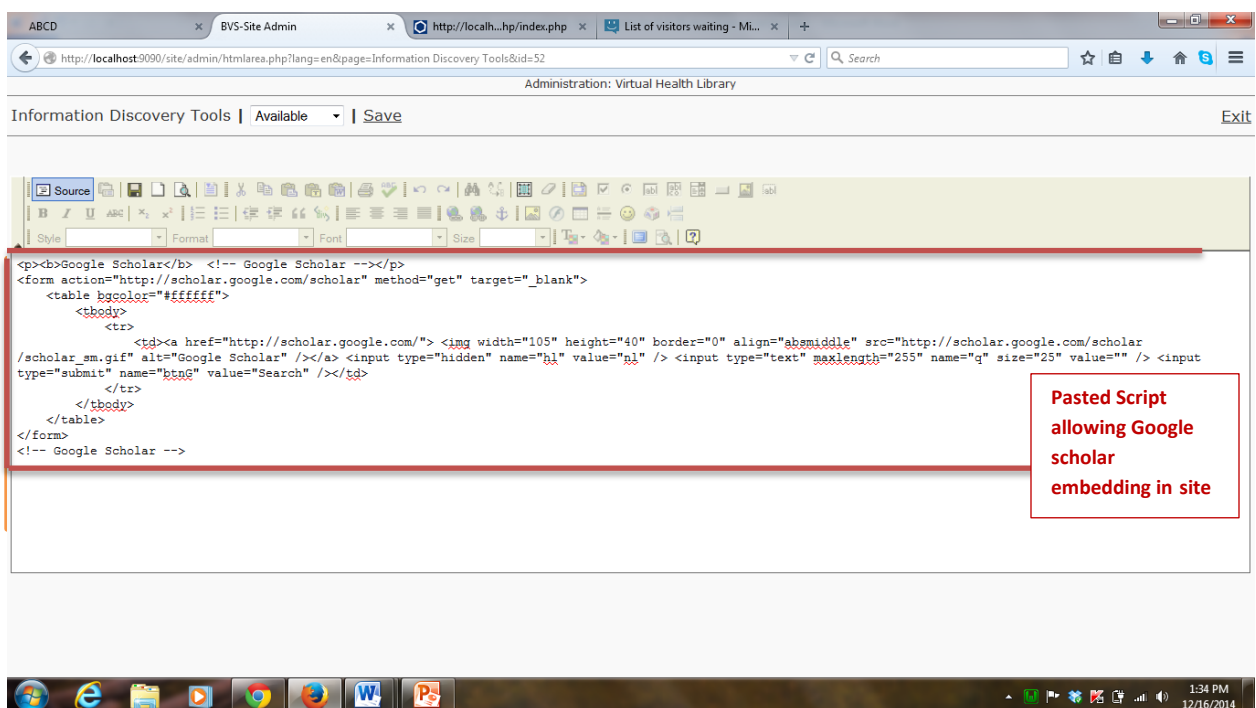 ABCD × BVS-Site Admin × http://localh...hp/index.php × List of visitors waiting - Mi... × +
http://localhost:9090/site/admin/htmlarea.php?lang=en&page=Information Discovery Tools&id=52 Search
Administration: Virtual Health Library
Information Discovery Tools | Available | Save Exit
Source
B I U ABC x₂ x²
Style Format Font Size
<p><b>Google Scholar</b>  <!-- Google Scholar --></p>
<form action="http://scholar.google.com/scholar" method="get" target="_blank">
<table bgcolor="#ffffff">
<tbody>
<tr>
<td><a href="http://scholar.google.com/"> <img width="105" height="40" border="0" align="absmiddle" src="http://scholar.google.com/scholar
/scholar_sm.gif" alt="Google Scholar" /></a> <input type="hidden" name="hl" value="nl" /> <input type="text" maxlength="255" name="q" size="25" value="" /> <input
type="submit" name="btnG" value="Search" /></td>
</tr>
</tbody>
</table>
</form>
<!-- Google Scholar -->
Pasted Script
allowing Google
scholar
embedding in site
1:34 PM
12/16/2014